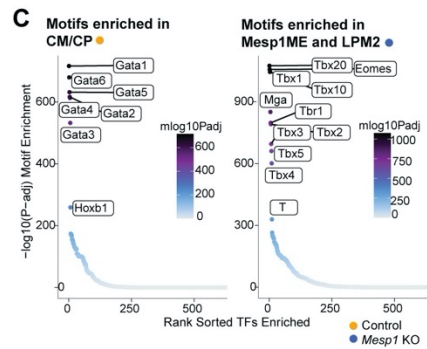 C
Motifs enriched in
CM/CP
Motifs enriched in
Mesp1ME and LPM2
−log10(P-adj) Motif Enrichment
600
400
200
0
Gata1
Gata6
Gata5
Gata4
Gata2
Gata3
Hoxb1
mlog10Padj
600
400
200
0
0
250
500
900
600
300
0
Tbx20
Eomes
Tbx1
Tbx10
Mga
Tbr1
Tbx3
Tbx2
Tbx5
Tbx4
T
mlog10Padj
1000
750
500
250
0
0
250
500
Rank Sorted TFs Enriched
Control
Mesp1 KO